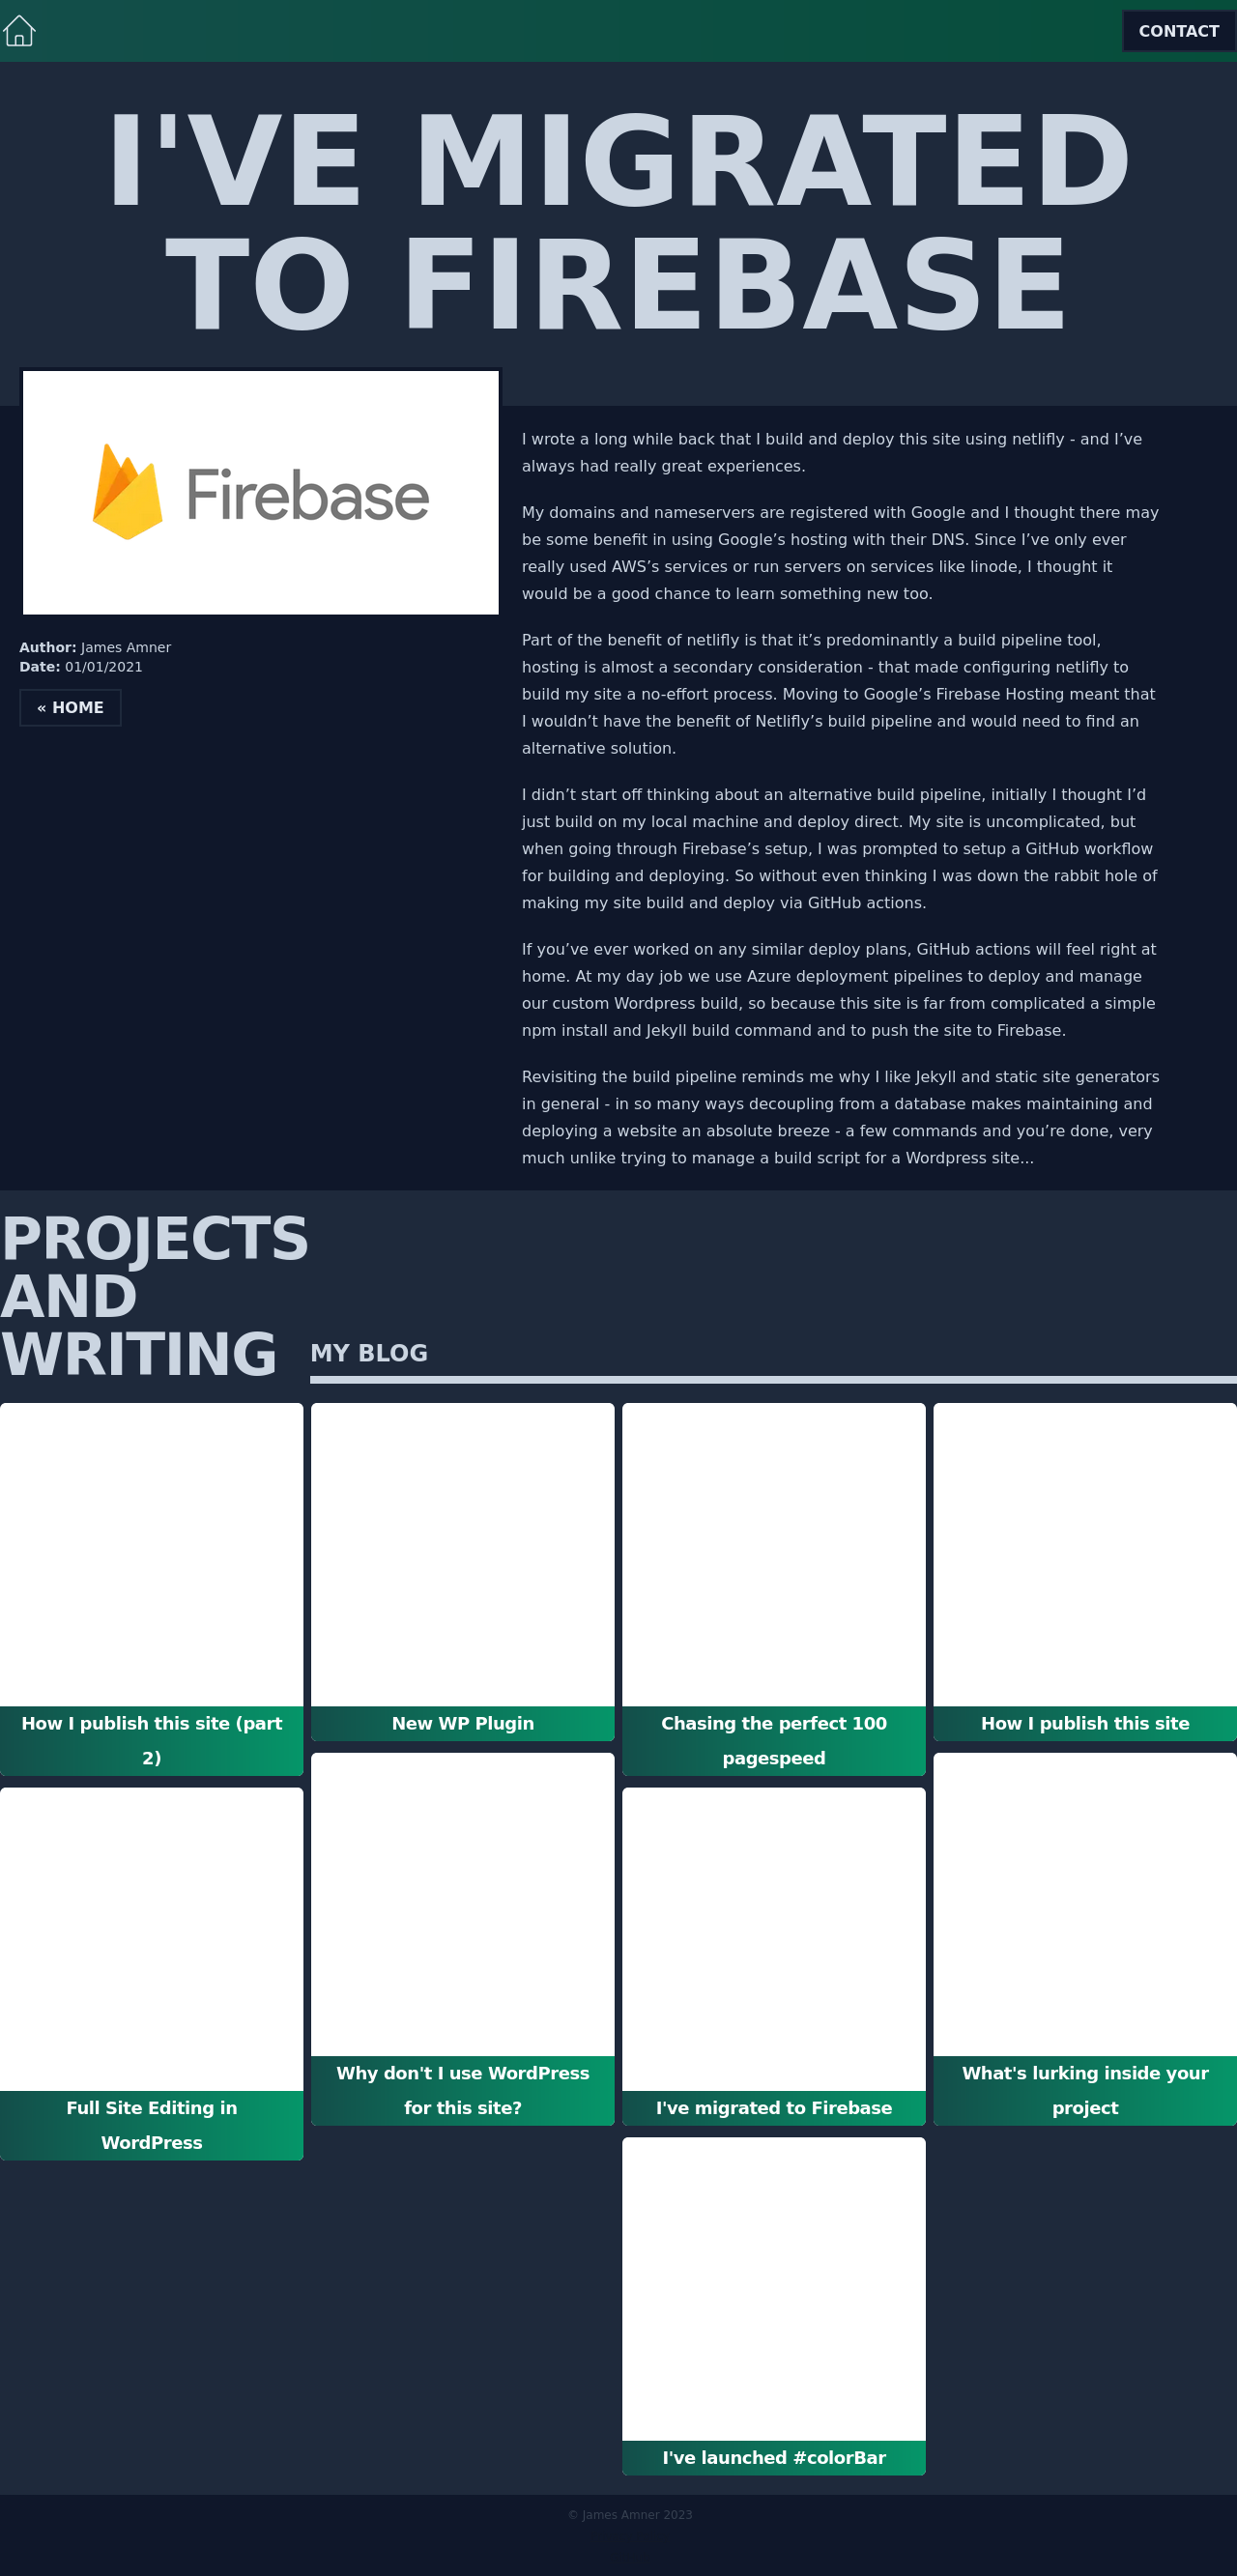 CONTACT
I'VE MIGRATED
TO FIREBASE
Firebase
Author: James Amner
Date: 01/01/2021
« HOME
I wrote a long while back that I build and deploy this site using netlifly - and I’ve
always had really great experiences.
My domains and nameservers are registered with Google and I thought there may
be some benefit in using Google’s hosting with their DNS. Since I’ve only ever
really used AWS’s services or run servers on services like linode, I thought it
would be a good chance to learn something new too.
Part of the benefit of netlifly is that it’s predominantly a build pipeline tool,
hosting is almost a secondary consideration - that made configuring netlifly to
build my site a no-effort process. Moving to Google’s Firebase Hosting meant that
I wouldn’t have the benefit of Netlifly’s build pipeline and would need to find an
alternative solution.
I didn’t start off thinking about an alternative build pipeline, initially I thought I’d
just build on my local machine and deploy direct. My site is uncomplicated, but
when going through Firebase’s setup, I was prompted to setup a GitHub workflow
for building and deploying. So without even thinking I was down the rabbit hole of
making my site build and deploy via GitHub actions.
If you’ve ever worked on any similar deploy plans, GitHub actions will feel right at
home. At my day job we use Azure deployment pipelines to deploy and manage
our custom Wordpress build, so because this site is far from complicated a simple
npm install and Jekyll build command and to push the site to Firebase.
Revisiting the build pipeline reminds me why I like Jekyll and static site generators
in general - in so many ways decoupling from a database makes maintaining and
deploying a website an absolute breeze - a few commands and you’re done, very
much unlike trying to manage a build script for a Wordpress site…
PROJECTS
AND
WRITING
MY BLOG
How I publish this site (part
2)
New WP Plugin
Chasing the perfect 100
pagespeed
How I publish this site
Full Site Editing in
WordPress
Why don't I use WordPress
for this site?
I've migrated to Firebase
What's lurking inside your
project
I've launched #colorBar
© James Amner 2023